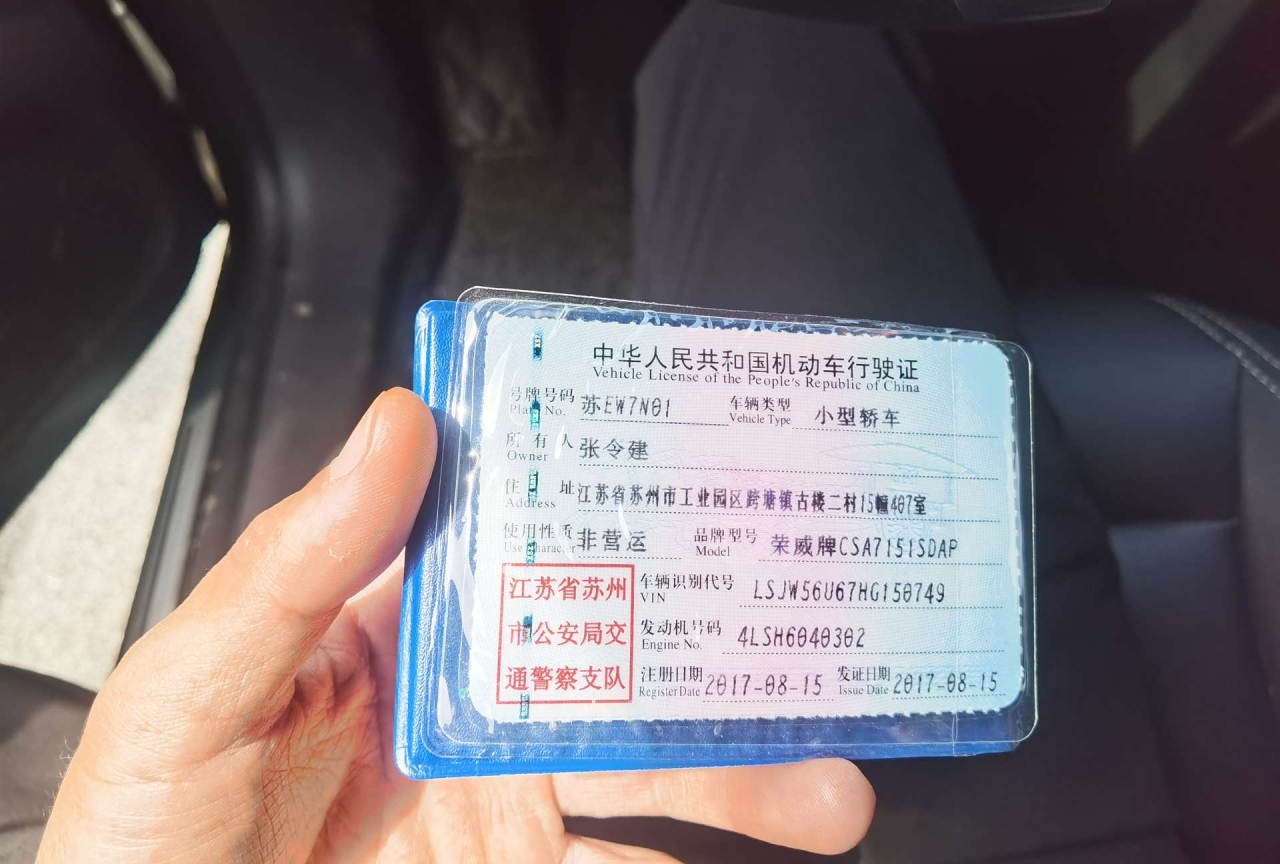 中华人民共和国机动车行驶证
Vehicle License of the People's Republic of China
号牌号码 苏EW7N01 车辆类型 小型轿车
Plate No. Vehicle Type
所有人 张令建
Owner
住址 江苏省苏州市工业园区跨塘镇古楼二村15幢407室
Address
使用性质 非营运 品牌型号 荣威牌CSA7151SDAP
Use Character Model
江苏省苏州 车辆识别代号 LSJW56U67HG150749
VIN
市公安局交 发动机号码 4LSH6040302
Engine No.
通警察支队 注册日期 2017-08-15 发证日期 2017-08-15
Register Date Issue Date